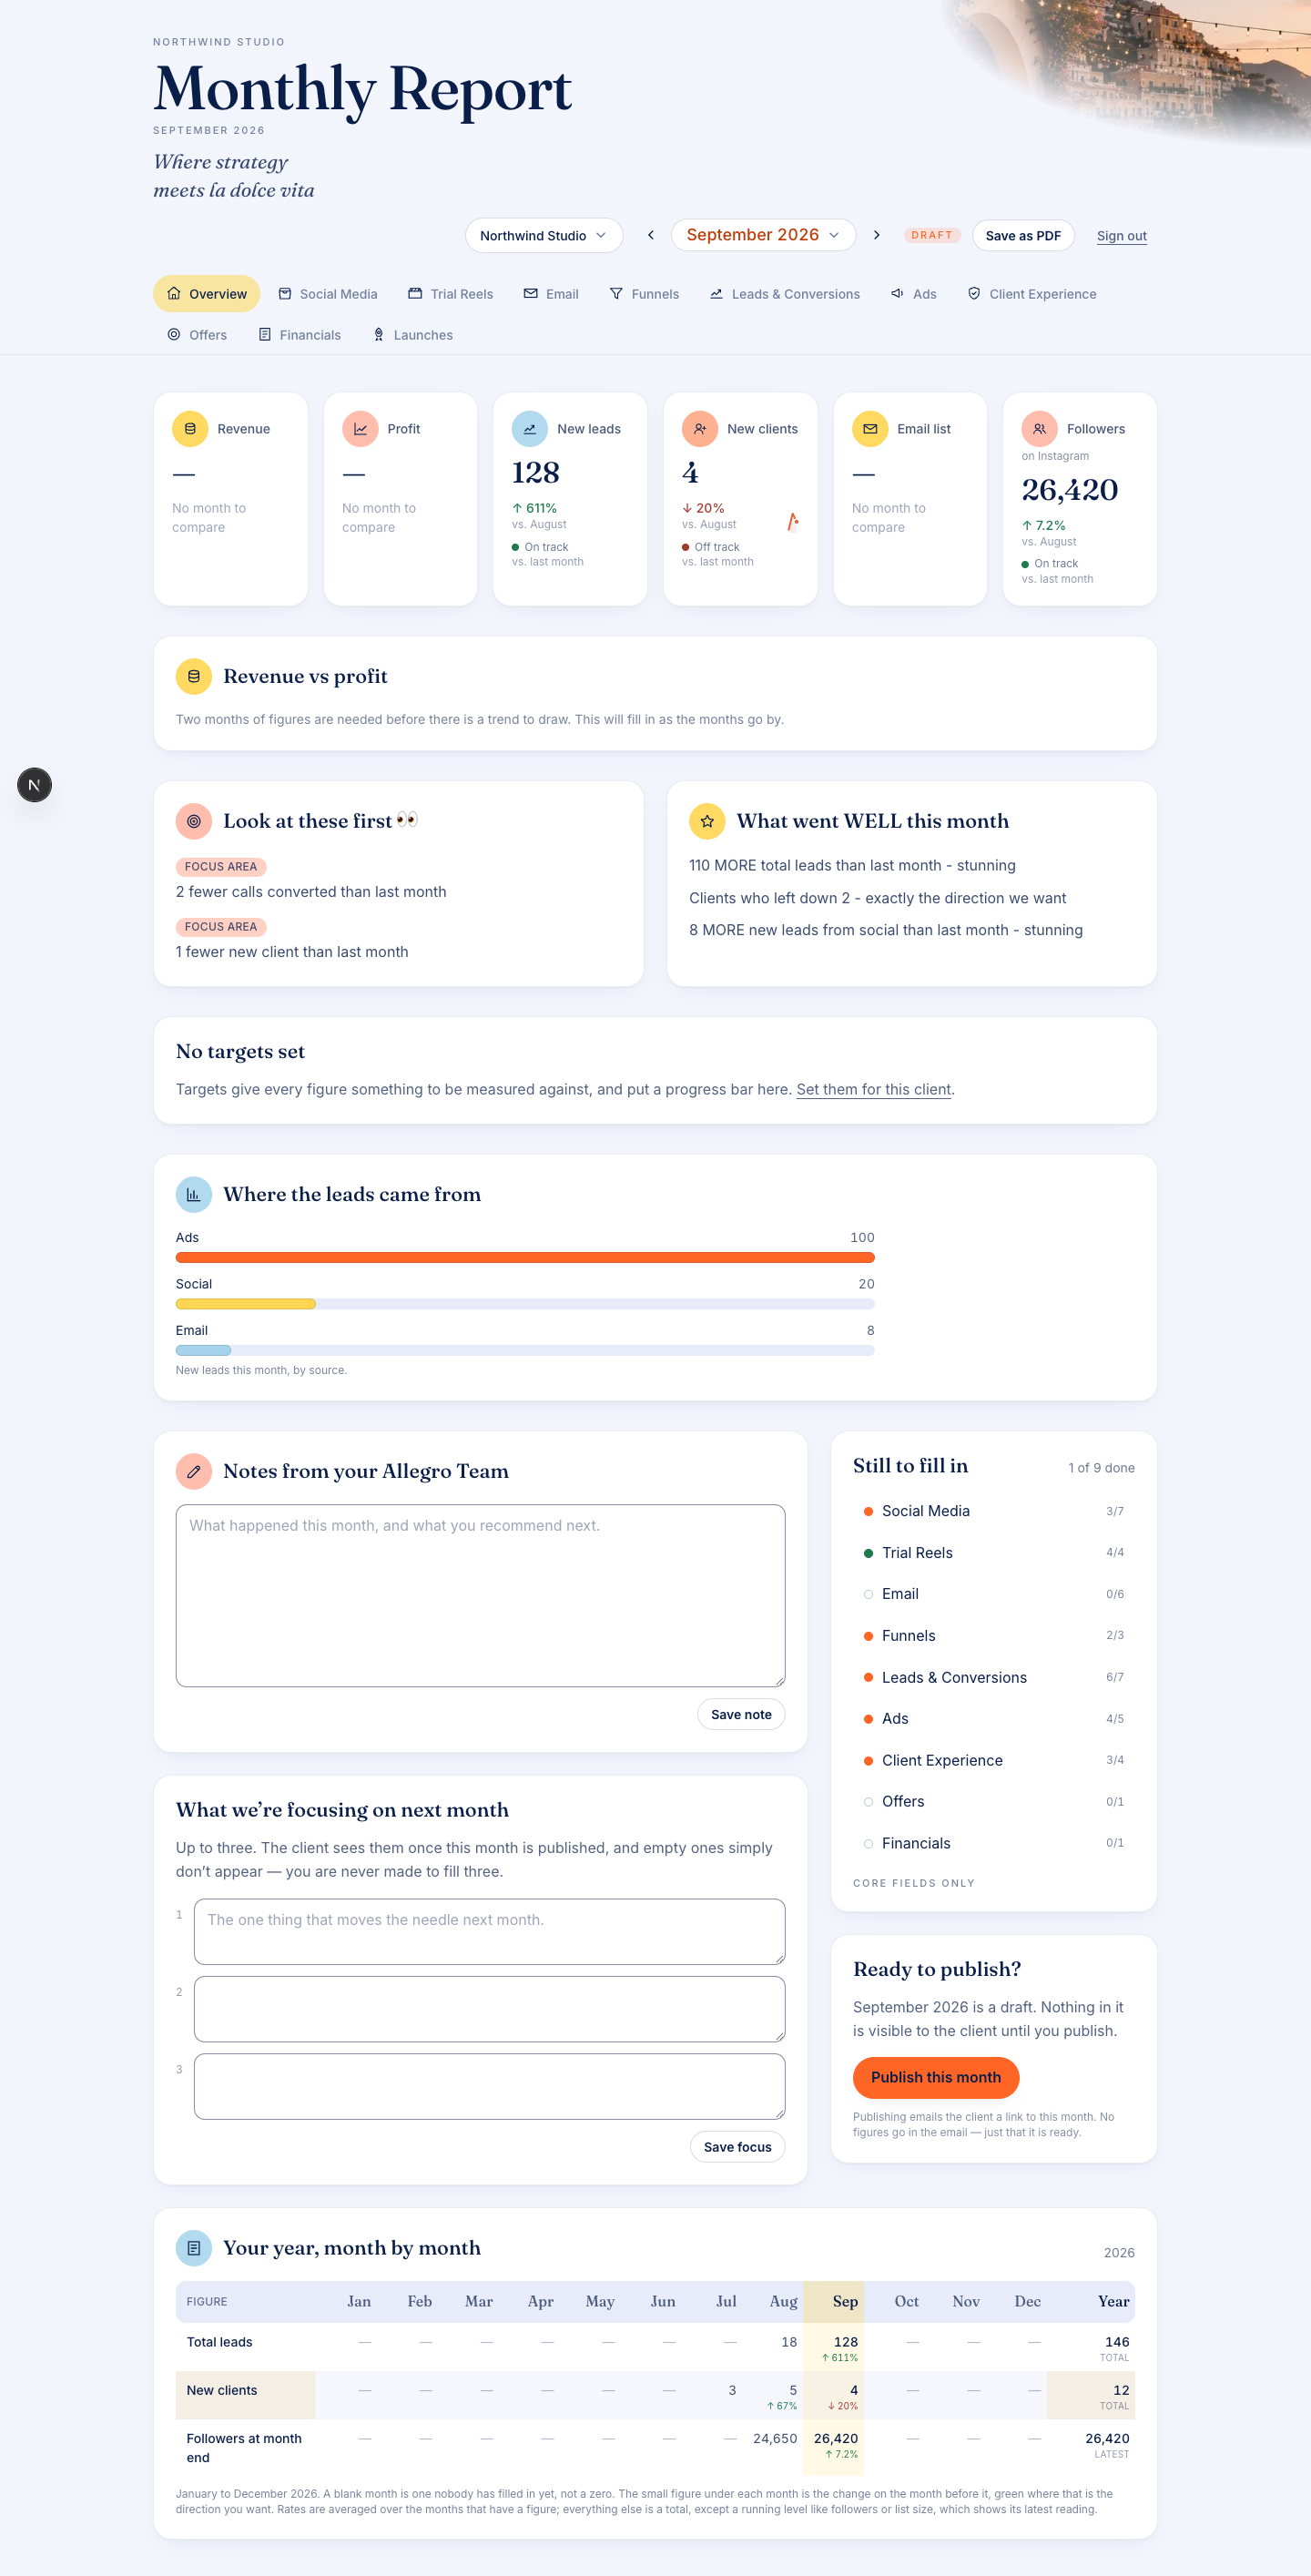 NORTHWIND STUDIO
Monthly Report
SEPTEMBER 2026
Where strategy
meets la dolce vita
Northwind Studio
September 2026
DRAFT
Save as PDF
Sign out
Overview
Social Media
Trial Reels
Email
Funnels
Leads & Conversions
Ads
Client Experience
Offers
Financials
Launches
Revenue
—
No month to
compare
Profit
—
No month to
compare
New leads
128
↑ 611%
vs. August
On track
vs. last month
New clients
4
↓ 20%
vs. August
Off track
vs. last month
Email list
—
No month to
compare
Followers
on Instagram
26,420
↑ 7.2%
vs. August
On track
vs. last month
Revenue vs profit
Two months of figures are needed before there is a trend to draw. This will fill in as the months go by.
N
Look at these first 👀
FOCUS AREA
2 fewer calls converted than last month
FOCUS AREA
1 fewer new client than last month
What went WELL this month
110 MORE total leads than last month - stunning
Clients who left down 2 - exactly the direction we want
8 MORE new leads from social than last month - stunning
No targets set
Targets give every figure something to be measured against, and put a progress bar here. Set them for this client.
Where the leads came from
Ads 100
Social 20
Email 8
New leads this month, by source.
Notes from your Allegro Team
What happened this month, and what you recommend next.
Save note
What we’re focusing on next month
Up to three. The client sees them once this month is published, and empty ones simply
don’t appear — you are never made to fill three.
1 The one thing that moves the needle next month.
2
3
Save focus
Still to fill in 1 of 9 done
Social Media 3/7
Trial Reels 4/4
Email 0/6
Funnels 2/3
Leads & Conversions 6/7
Ads 4/5
Client Experience 3/4
Offers 0/1
Financials 0/1
CORE FIELDS ONLY
Ready to publish?
September 2026 is a draft. Nothing in it
is visible to the client until you publish.
Publish this month
Publishing emails the client a link to this month. No
figures go in the email — just that it is ready.
Your year, month by month 2026
FIGURE Jan Feb Mar Apr May Jun Jul Aug Sep Oct Nov Dec Year
Total leads — — — — — — — 18 128 — — — 146
↑ 611% TOTAL
New clients — — — — — — 3 5 4 — — — 12
↑ 67% ↓ 20% TOTAL
Followers at month — — — — — — — 24,650 26,420 — — — 26,420
end ↑ 7.2% LATEST
January to December 2026. A blank month is one nobody has filled in yet, not a zero. The small figure under each month is the change on the month before it, green where that is the
direction you want. Rates are averaged over the months that have a figure; everything else is a total, except a running level like followers or list size, which shows its latest reading.